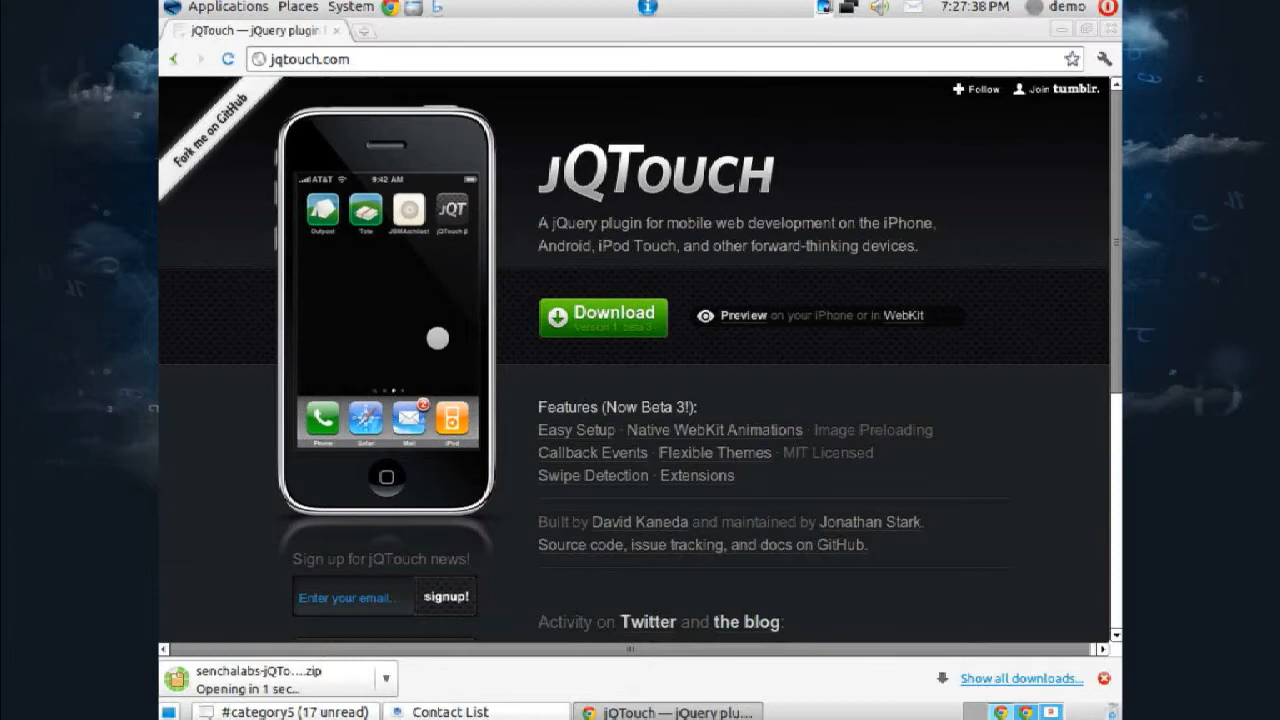 Applications Places System 7:27:38 PM demo
jQTouch — jQuery plugin
jqtouch.com
Fork me on GitHub
Follow Join tumblr.
AT&T 9:42 AM
jQT
Outpost Tote
2
Phone Safari Mail iPod
jQTouch
A jQuery plugin for mobile web development on the iPhone,
Android, iPod Touch, and other forward-thinking devices.
Download
Version 1 beta 3
Preview on your iPhone or in WebKit
Features (Now Beta 3!):
Easy Setup · Native WebKit Animations · Image Preloading
Callback Events · Flexible Themes · MIT Licensed
Swipe Detection · Extensions
Built by David Kaneda and maintained by Jonathan Stark.
Source code, issue tracking, and docs on GitHub.
Sign up for jQTouch news!
Enter your email... signup!
Activity on Twitter and the blog:
senchalabs-jQTo....zip
Opening in 1 sec...
Show all downloads...
#category5 (17 unread) Contact List jQTouch — jQuery plu...